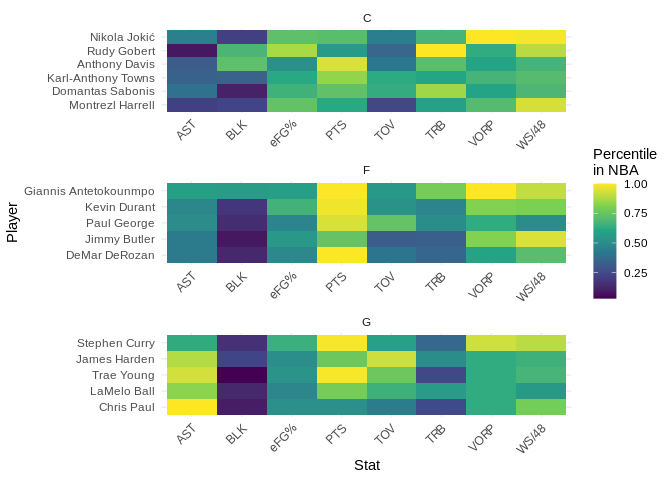 C
Nikola Jokić
Rudy Gobert
Anthony Davis
Karl-Anthony Towns
Domantas Sabonis
Montrezl Harrell
AST
BLK
eFG%
PTS
TOV
TRB
VORP
WS/48
F
Giannis Antetokounmpo
Kevin Durant
Paul George
Jimmy Butler
DeMar DeRozan
AST
BLK
eFG%
PTS
TOV
TRB
VORP
WS/48
G
Stephen Curry
James Harden
Trae Young
LaMelo Ball
Chris Paul
AST
BLK
eFG%
PTS
TOV
TRB
VORP
WS/48
Stat
Player
Percentile
in NBA
1.00
0.75
0.50
0.25